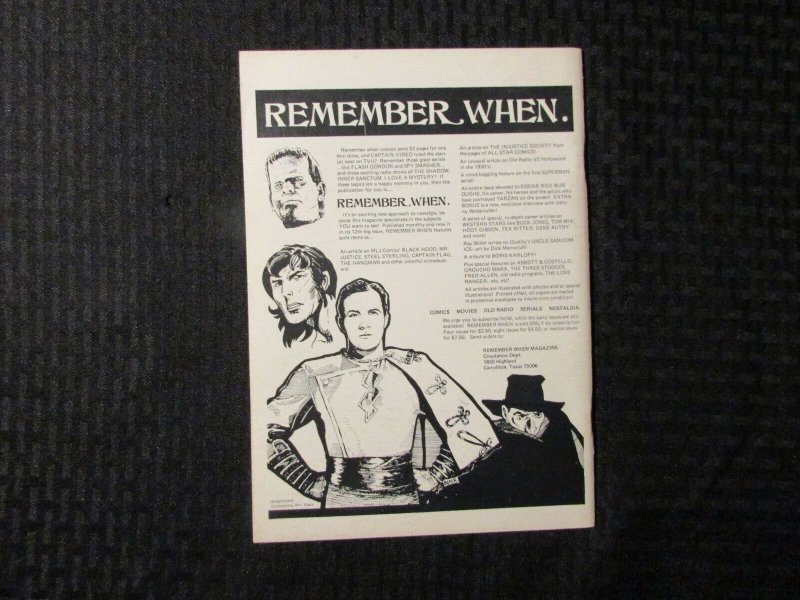 REMEMBER WHEN.
Remember when comics were 52 pages for one
thin dime, and CAPTAIN VIDEO ruled the stars
(at least on TV)? Remember those great serials
like FLASH GORDON and SPY SMASHER...
and those exciting radio shows of THE SHADOW,
INNER SANCTUM, I LOVE A MYSTERY? If
these topics stir a happy memory in you, then the
publication for you is...
REMEMBER WHEN.
It's an exciting new approach to nostalgia, be-
cause this magazine specializes in the subjects
YOU want to see! Published monthly and now
in its 12th big issue, REMEMBER WHEN features
such items as...
An article on MLJ Comics' BLACK HOOD, MR.
JUSTICE, STEEL STERLING, CAPTAIN FLAG,
THE HANGMAN and other colorful crimebust-
ers!
An article on THE INJUSTICE SOCIETY from
the pages of ALL STAR COMICS!
An unusual article on Old Radio VS Hollywood
in the 1930's!
A mind-boggling feature on the first SUPERMAN
serial!
An entire issue devoted to EDGAR RICE BUR-
OUGHS, his career, his heroes and the artists who
have portrayed TARZAN on the screen! EXTRA
BONUS is a new, exclusive interview with John-
ny Weismuller!
A series of special, in-depth career articles on
WESTERN STARS like BUCK JONES, TOM MIX,
HOOT GIBSON, TEX RITTER, GENE AUTRY
and more!
Ray Miller series on Quality's UNCLE SAM COM-
ICS - art by Dick
A tribute to BORIS KARLOFF!
Plus special features on ABBOTT & COSTELLO,
GROUCHO MARX, THE THREE STOOGES,
FRED ALLEN, old radio programs, THE LONE
RANGER...etc, etc!
All articles are illustrated with photos and/or special
illustrations! Printed offset, all copies are mailed
in protective envelopes to insure mint condition!
COMICS MOVIES OLD RADIO SERIALS NOSTALGIA
We urge you to subscribe NOW, while the early issues are still
available! REMEMBER WHEN is sold ONLY by subscription.
Four issues for $2.50, eight issues for $4.50, or twelve issues
for $7.00. Send orders to:
REMEMBER WHEN MAGAZINE
Circulation Dept.
1830 Highland
Carrollton, Texas 75006